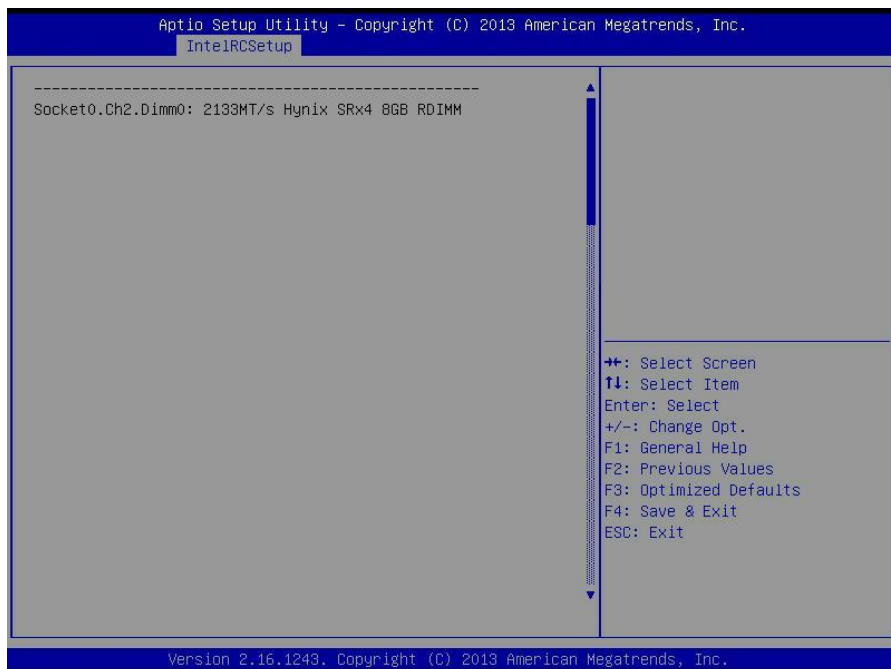 Aptio Setup Utility – Copyright (C) 2013 American Megatrends, Inc.
IntelRCSetup
--------------------------------------------------
Socket0.Ch2.Dimm0: 2133MT/s Hynix SRx4 8GB RDIMM
→←: Select Screen
↑↓: Select Item
Enter: Select
+/-: Change Opt.
F1: General Help
F2: Previous Values
F3: Optimized Defaults
F4: Save & Exit
ESC: Exit
Version 2.16.1243. Copyright (C) 2013 American Megatrends, Inc.